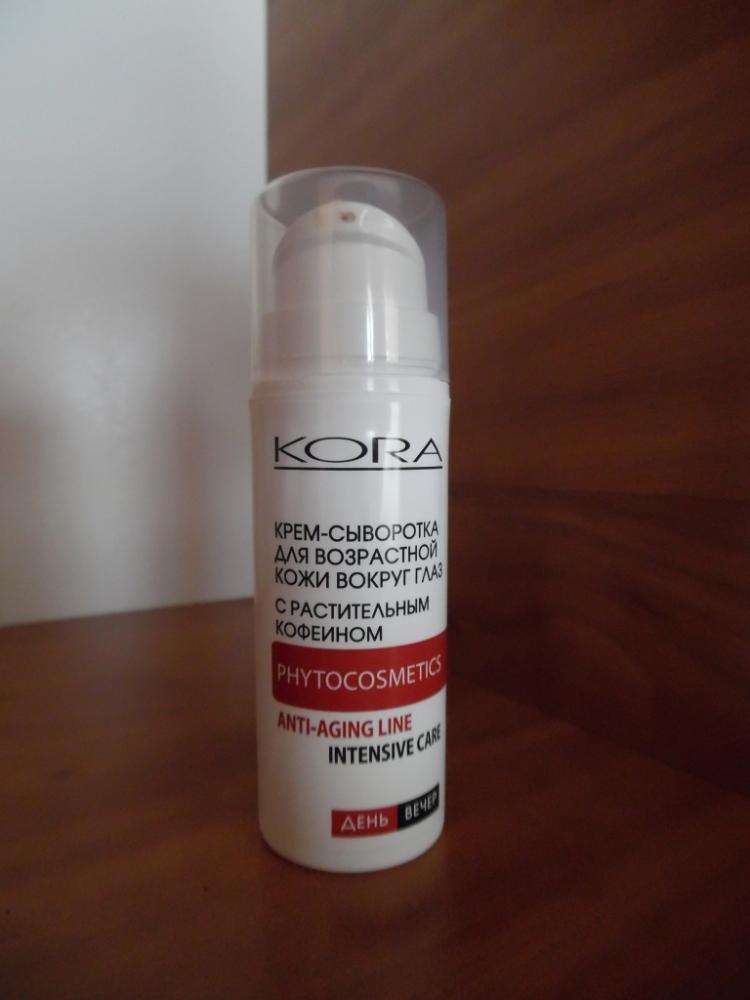 KORA
КРЕМ-СЫВОРОТКА
ДЛЯ ВОЗРАСТНОЙ
КОЖИ ВОКРУГ ГЛАЗ
С РАСТИТЕЛЬНЫМ
КОФЕИНОМ
PHYTOCOSMETICS
ANTI-AGING LINE
INTENSIVE CARE
ДЕНЬ ВЕЧЕР